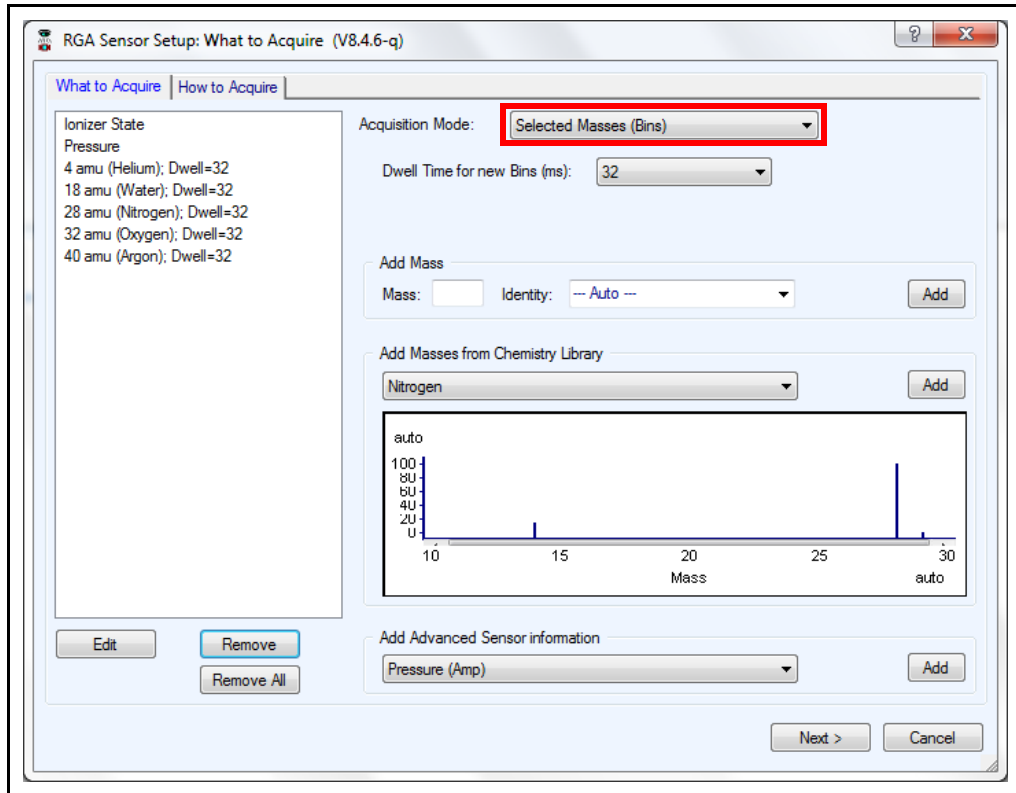 RGA Sensor Setup: What to Acquire (V8.4.6-q)
What to Acquire
How to Acquire
Ionizer State
Pressure
4 amu (Helium); Dwell=32
18 amu (Water); Dwell=32
28 amu (Nitrogen); Dwell=32
32 amu (Oxygen); Dwell=32
40 amu (Argon); Dwell=32
Edit
Remove
Remove All
Acquisition Mode: Selected Masses (Bins)
Dwell Time for new Bins (ms): 32
Add Mass
Mass: Identity: --- Auto --- Add
Add Masses from Chemistry Library
Nitrogen Add
auto
100
80
60
40
20
0
10 15 20 25 30
Mass auto
Add Advanced Sensor information
Pressure (Amp) Add
Next > Cancel